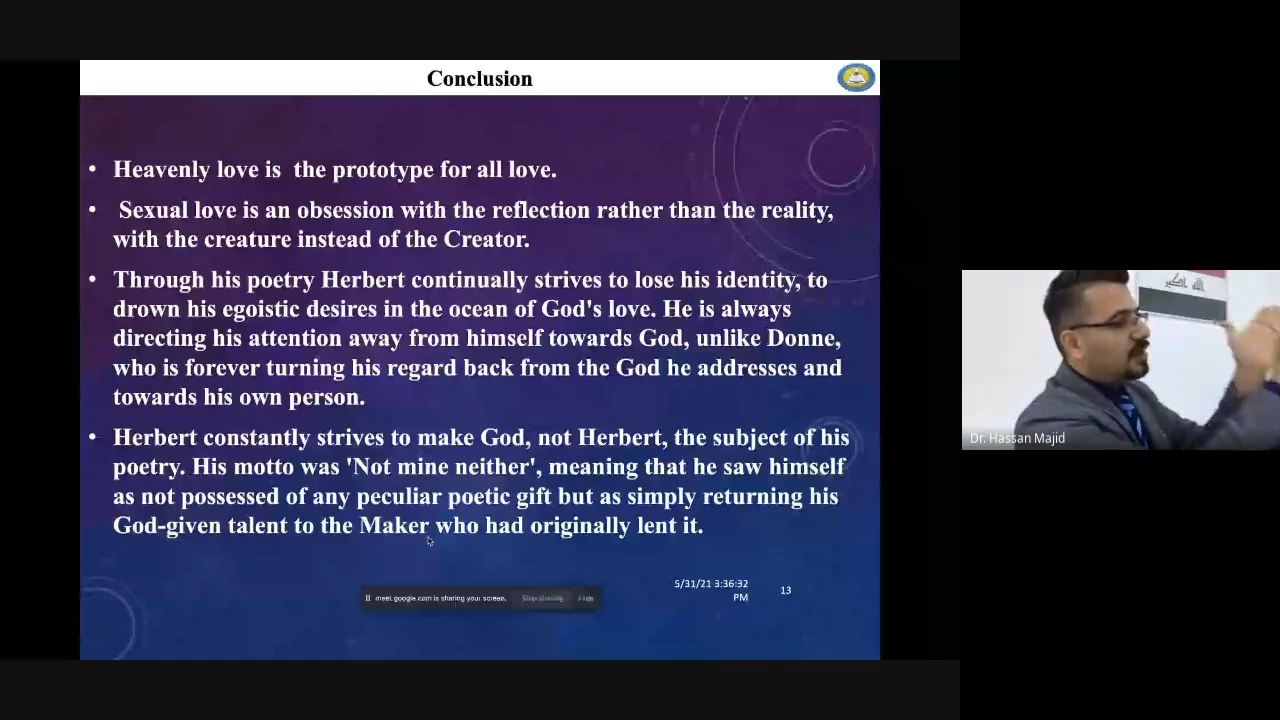 Conclusion
• Heavenly love is  the prototype for all love.
• Sexual love is an obsession with the reflection rather than the reality,
with the creature instead of the Creator.
• Through his poetry Herbert continually strives to lose his identity, to
drown his egoistic desires in the ocean of God's love. He is always
directing his attention away from himself towards God, unlike Donne,
who is forever turning his regard back from the God he addresses and
towards his own person.
• Herbert constantly strives to make God, not Herbert, the subject of his
poetry. His motto was 'Not mine neither', meaning that he saw himself
as not possessed of any peculiar poetic gift but as simply returning his
God-given talent to the Maker who had originally lent it.
meet.google.com is sharing your screen. Stop sharing Hide
5/31/21 3:36:32
PM
13
الله اكبر
Dr. Hassan Majid